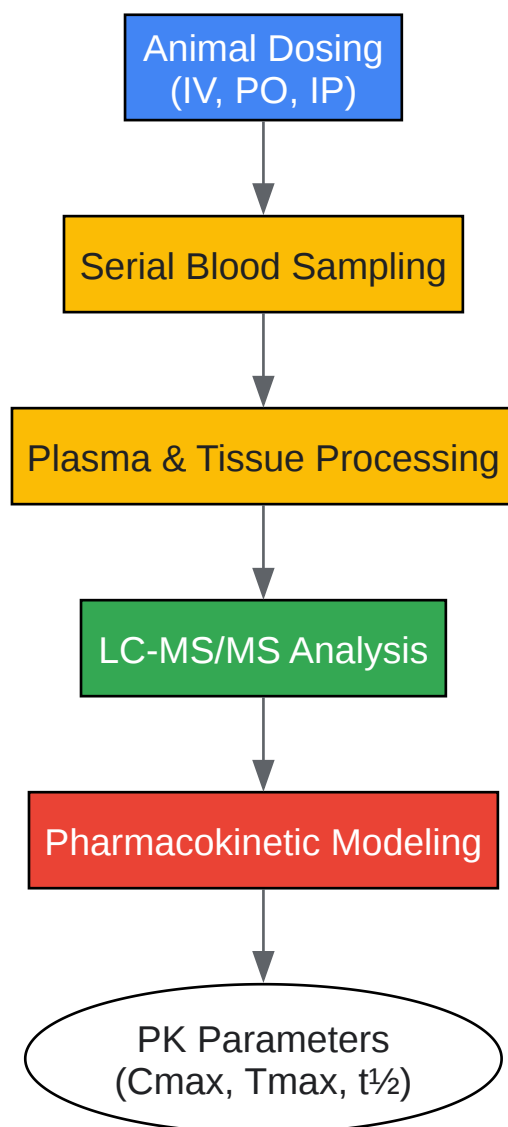 Animal Dosing
(IV, PO, IP)
Serial Blood Sampling
Plasma & Tissue Processing
LC-MS/MS Analysis
Pharmacokinetic Modeling
PK Parameters
(Cmax, Tmax, t½)